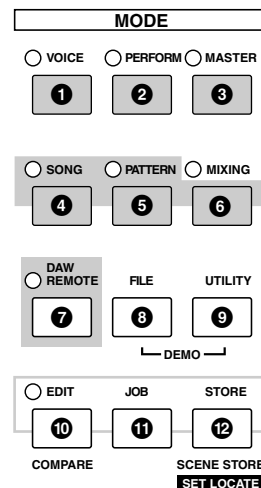 MODE
VOICE PERFORM MASTER
1 2 3
SONG PATTERN MIXING
4 5 6
DAW
REMOTE FILE UTILITY
7 8 9
DEMO
EDIT JOB STORE
10 11 12
COMPARE SCENE STORE
SET LOCATE